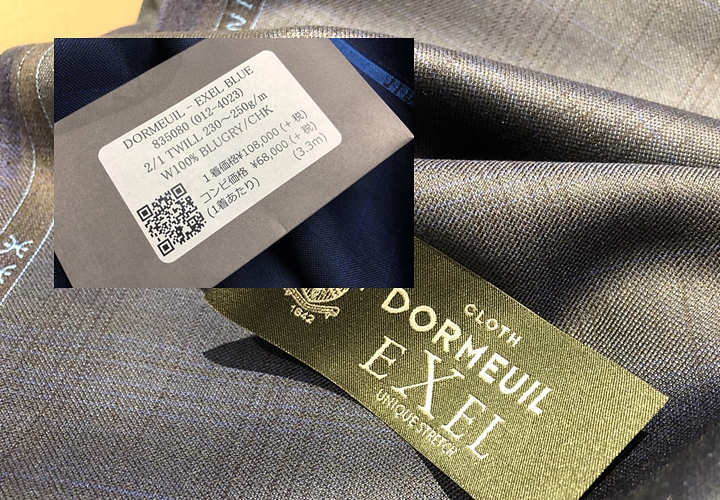 DORMEUIL - EXEL BLUE
835080 (012-4023)
2/1 TWILL 230～250g/m
W100% BLUGRY/CHK
1着価格¥108,000 (+税)
コンビ価格 ¥68,000 (+税)
(1着あたり) (3.3m)
1842
CLOTH
DORMEUIL
EXEL
UNIQUE STRETCH